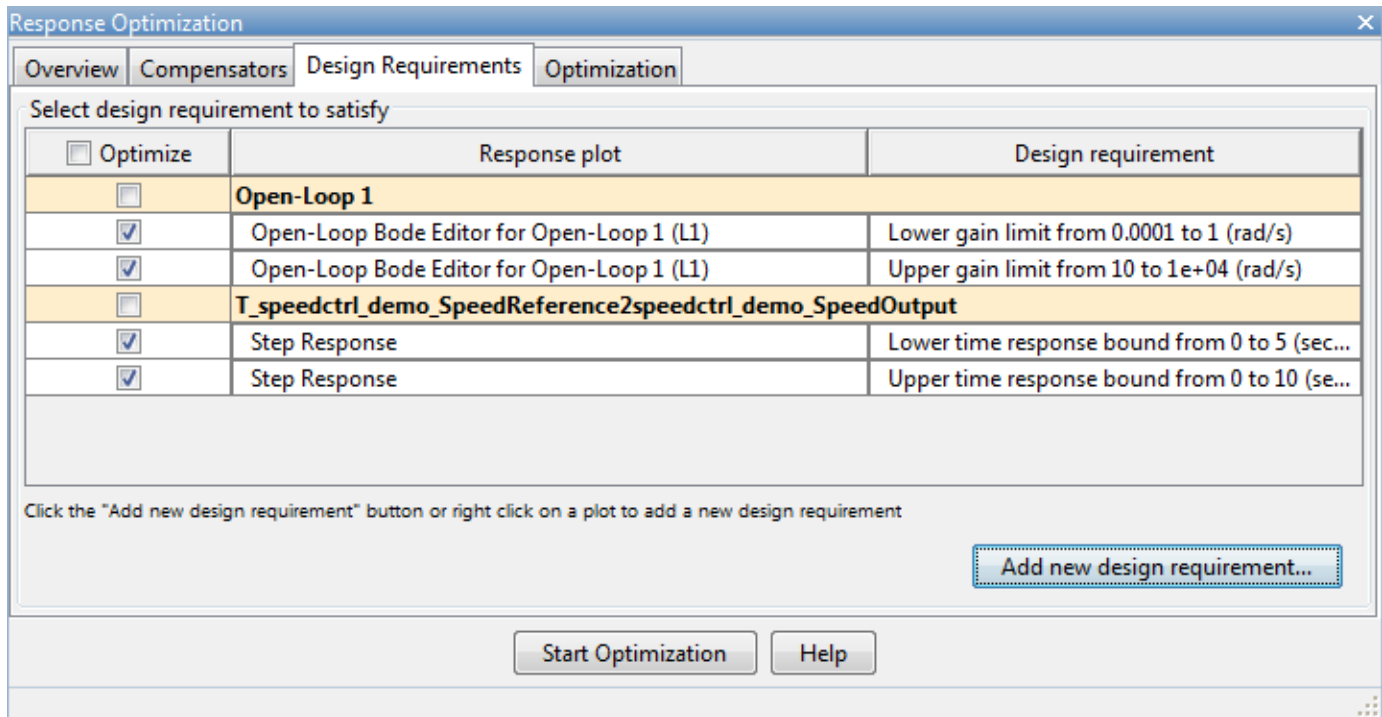 Response Optimization
Overview Compensators Design Requirements Optimization
Select design requirement to satisfy
Optimize Response plot Design requirement
Open-Loop 1
Open-Loop Bode Editor for Open-Loop 1 (L1) Lower gain limit from 0.0001 to 1 (rad/s)
Open-Loop Bode Editor for Open-Loop 1 (L1) Upper gain limit from 10 to 1e+04 (rad/s)
T_speedctrl_demo_SpeedReference2speedctrl_demo_SpeedOutput
Step Response Lower time response bound from 0 to 5 (sec...
Step Response Upper time response bound from 0 to 10 (se...
Click the "Add new design requirement" button or right click on a plot to add a new design requirement
Add new design requirement...
Start Optimization Help